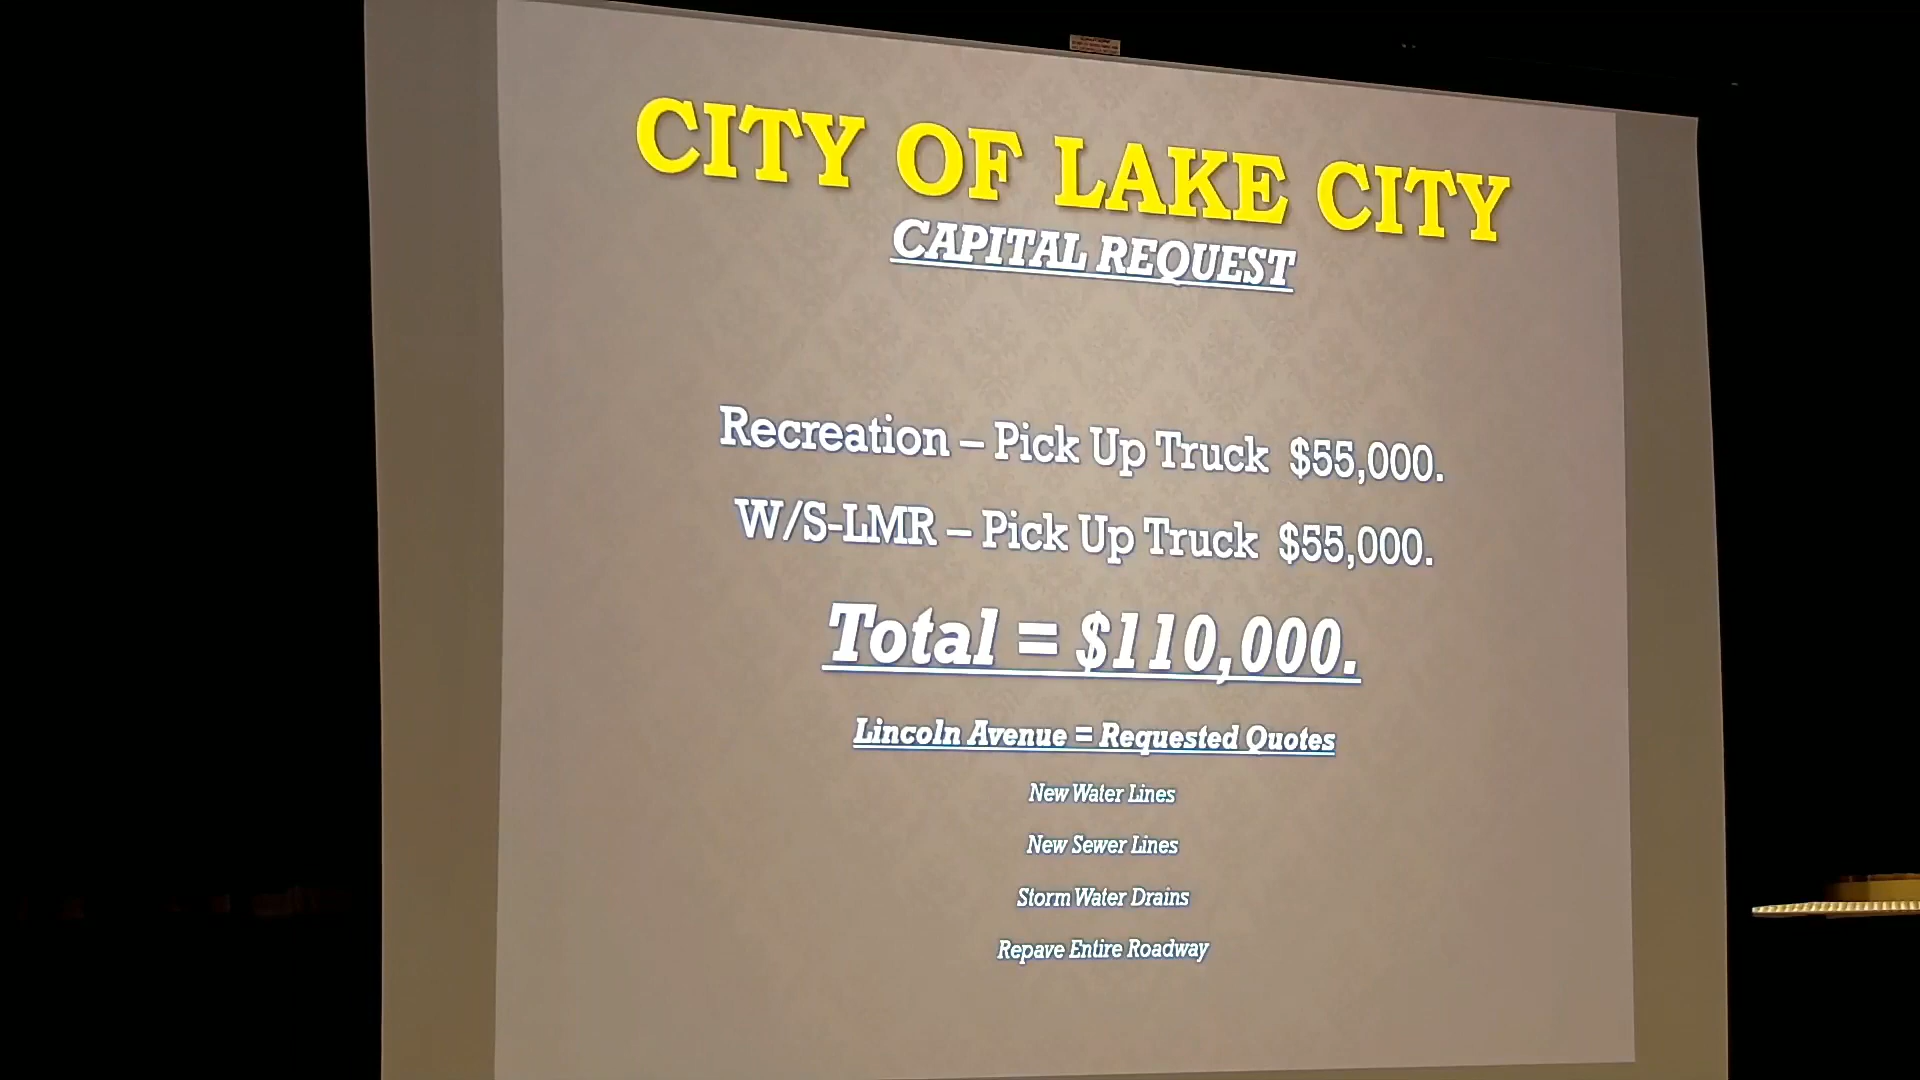 CITY OF LAKE CITY
CAPITAL REQUEST
Recreation – Pick Up Truck $55,000.
W/S-LMR – Pick Up Truck $55,000.
Total = $110,000.
Lincoln Avenue = Requested Quotes
New Water Lines
New Sewer Lines
Storm Water Drains
Repave Entire Roadway